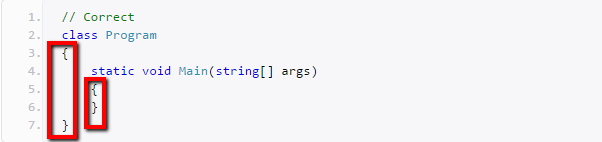 1. // Correct
2. class Program
3. {
4. static void Main(string[] args)
5. {
6. }
7. }